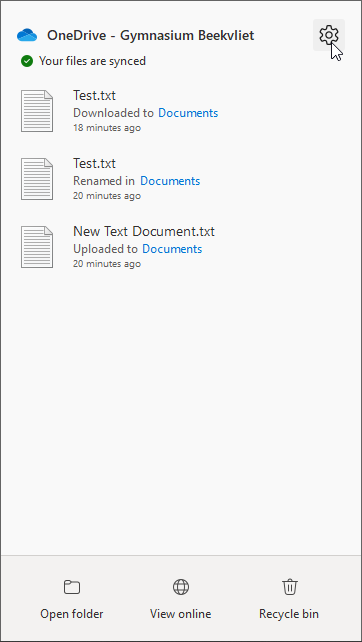 OneDrive - Gymnasium Beekvliet
Your files are synced
Test.txt
Downloaded to Documents
18 minutes ago
Test.txt
Renamed in Documents
20 minutes ago
New Text Document.txt
Uploaded to Documents
20 minutes ago
Open folder View online Recycle bin